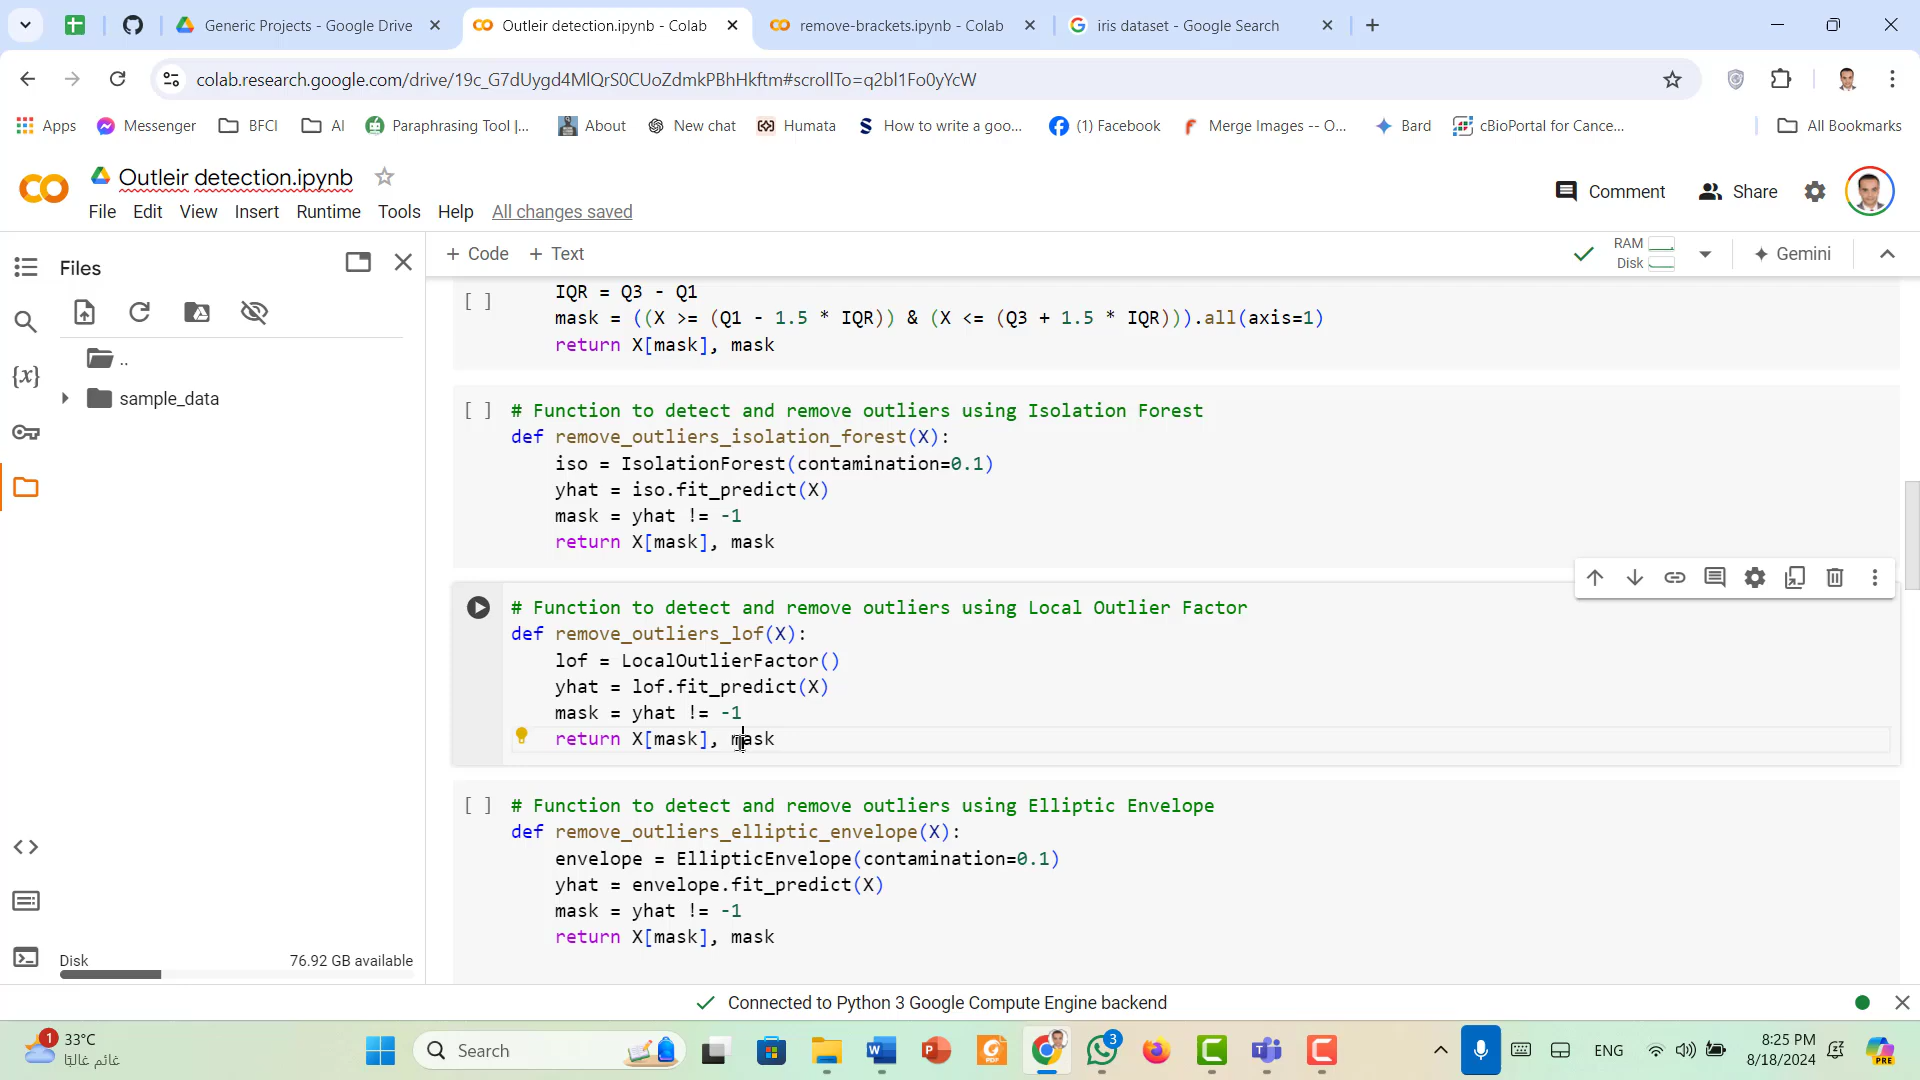 Generic Projects - Google Drive
Outleir detection.ipynb - Colab
remove-brackets.ipynb - Colab
iris dataset - Google Search
colab.research.google.com/drive/19c_G7dUygd4MlQrS0CUoZdmkPBhHkftm#scrollTo=q2bl1Fo0yYcW
Apps
Messenger
BFCI
AI
Paraphrasing Tool |...
About
New chat
Humata
How to write a goo...
(1) Facebook
Merge Images -- O...
Bard
cBioPortal for Cance...
All Bookmarks
Outleir detection.ipynb
Comment
Share
File Edit View Insert Runtime Tools Help All changes saved
Files
+ Code + Text
RAM
Disk
Gemini
..
sample_data
[ ]
IQR = Q3 - Q1
mask = ((X >= (Q1 - 1.5 * IQR)) & (X <= (Q3 + 1.5 * IQR))).all(axis=1)
return X[mask], mask
[ ] # Function to detect and remove outliers using Isolation Forest
def remove_outliers_isolation_forest(X):
iso = IsolationForest(contamination=0.1)
yhat = iso.fit_predict(X)
mask = yhat != -1
return X[mask], mask
# Function to detect and remove outliers using Local Outlier Factor
def remove_outliers_lof(X):
lof = LocalOutlierFactor()
yhat = lof.fit_predict(X)
mask = yhat != -1
return X[mask], mask
[ ] # Function to detect and remove outliers using Elliptic Envelope
def remove_outliers_elliptic_envelope(X):
envelope = EllipticEnvelope(contamination=0.1)
yhat = envelope.fit_predict(X)
mask = yhat != -1
return X[mask], mask
{x}
Disk 76.92 GB available
Connected to Python 3 Google Compute Engine backend
1
33°C
غائم غالبًا
Search
3
ENG
8:25 PM
8/18/2024
PRE